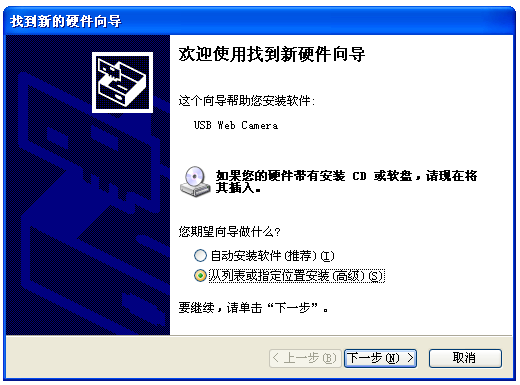 找到新的硬件向导
欢迎使用找到新硬件向导
这个向导帮助您安装软件:
USB Web Camera
如果您的硬件带有安装 CD 或软盘，请现在将
其插入。
您期望向导做什么?
自动安装软件(推荐)(I)
从列表或指定位置安装(高级)(S)
要继续，请单击“下一步”。
< 上一步(B) 下一步(N) > 取消